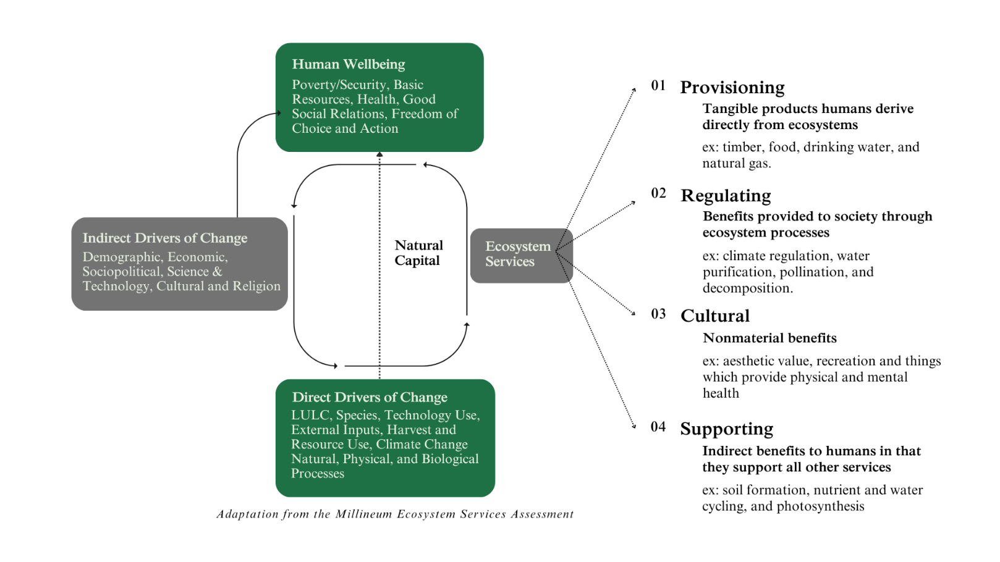 Human Wellbeing
Poverty/Security, Basic
Resources, Health, Good
Social Relations, Freedom of
Choice and Action
Indirect Drivers of Change
Demographic, Economic,
Sociopolitical, Science &
Technology, Cultural and Religion
Natural
Capital
Ecosystem
Services
Direct Drivers of Change
LULC, Species, Technology Use,
External Inputs, Harvest and
Resource Use, Climate Change
Natural, Physical, and Biological
Processes
Adaptation from the Millineum Ecosystem Services Assessment
01 Provisioning
Tangible products humans derive
directly from ecosystems
ex: timber, food, drinking water, and
natural gas.
02 Regulating
Benefits provided to society through
ecosystem processes
ex: climate regulation, water
purification, pollination, and
decomposition.
03 Cultural
Nonmaterial benefits
ex: aesthetic value, recreation and things
which provide physical and mental
health
04 Supporting
Indirect benefits to humans in that
they support all other services
ex: soil formation, nutrient and water
cycling, and photosynthesis